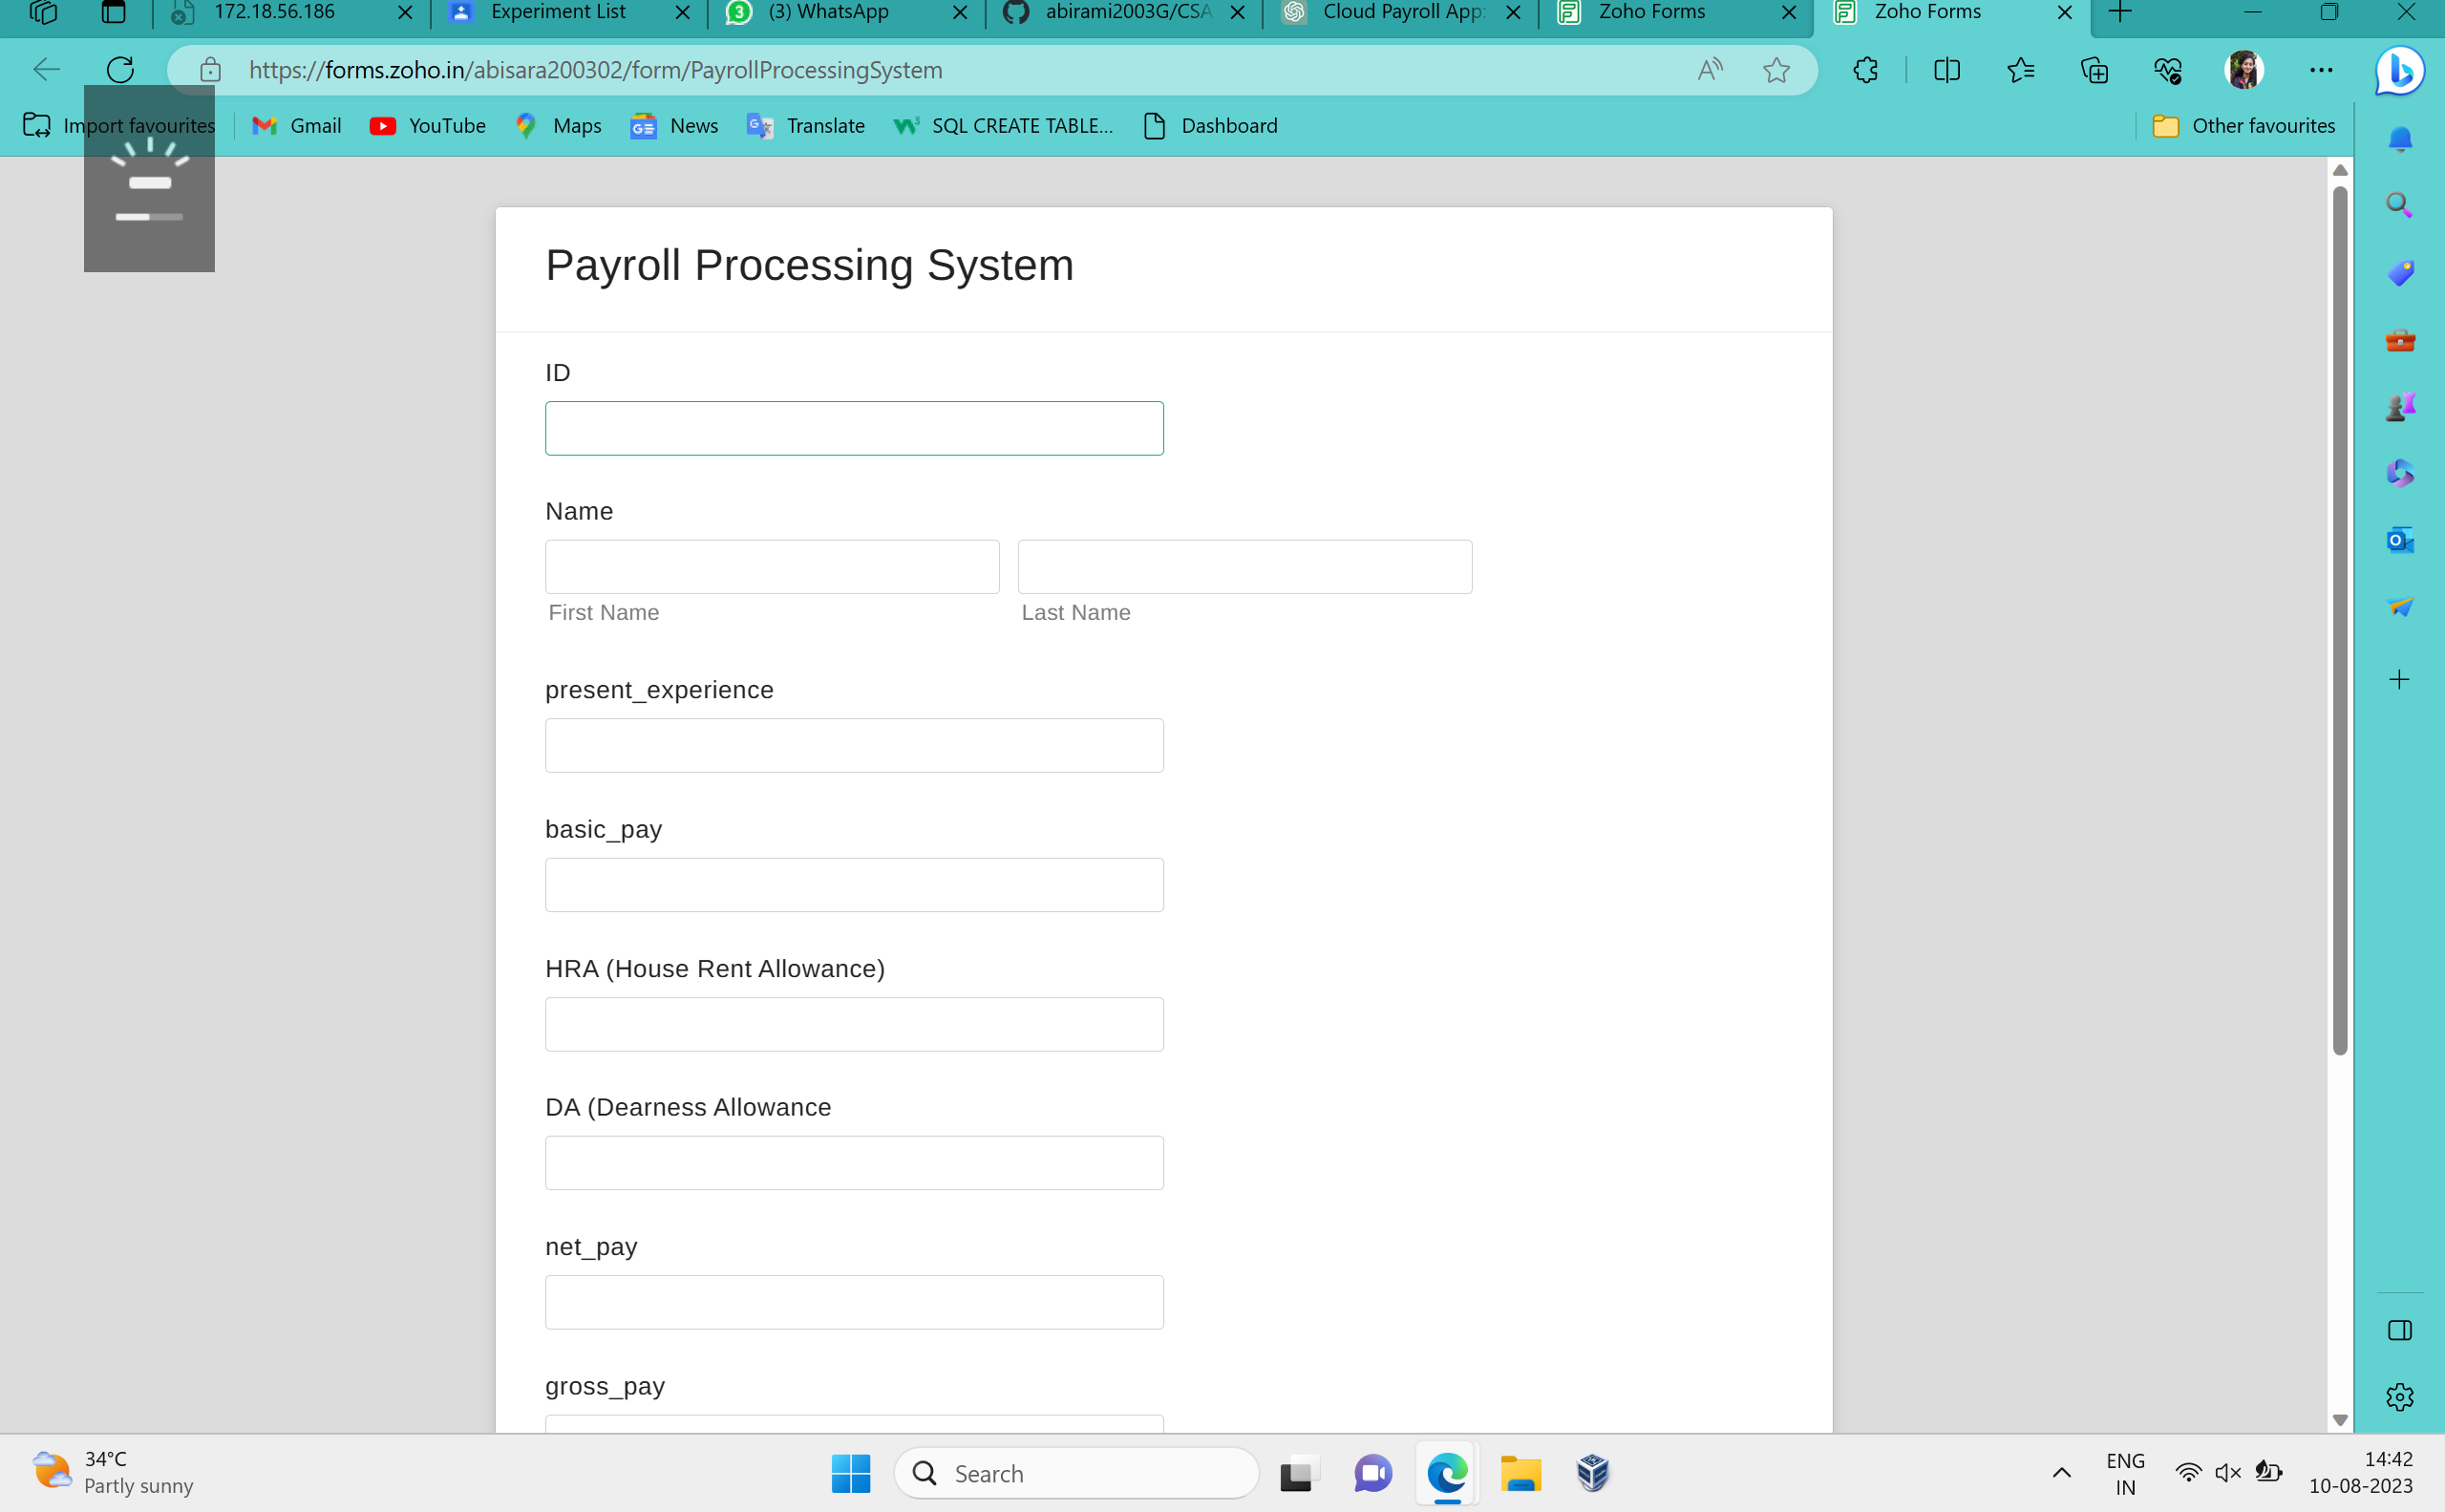 172.18.56.186
Experiment List
3
(3) WhatsApp
abirami2003G/CSA
Cloud Payroll App:
Zoho Forms
Zoho Forms
https://forms.zoho.in/abisara200302/form/PayrollProcessingSystem
Import favourites
Gmail
YouTube
Maps
News
Translate
SQL CREATE TABLE...
Dashboard
Other favourites
Payroll Processing System
ID
Name
First Name
Last Name
present_experience
basic_pay
HRA (House Rent Allowance)
DA (Dearness Allowance
net_pay
gross_pay
34°C
Partly sunny
Search
ENG
IN
14:42
10-08-2023